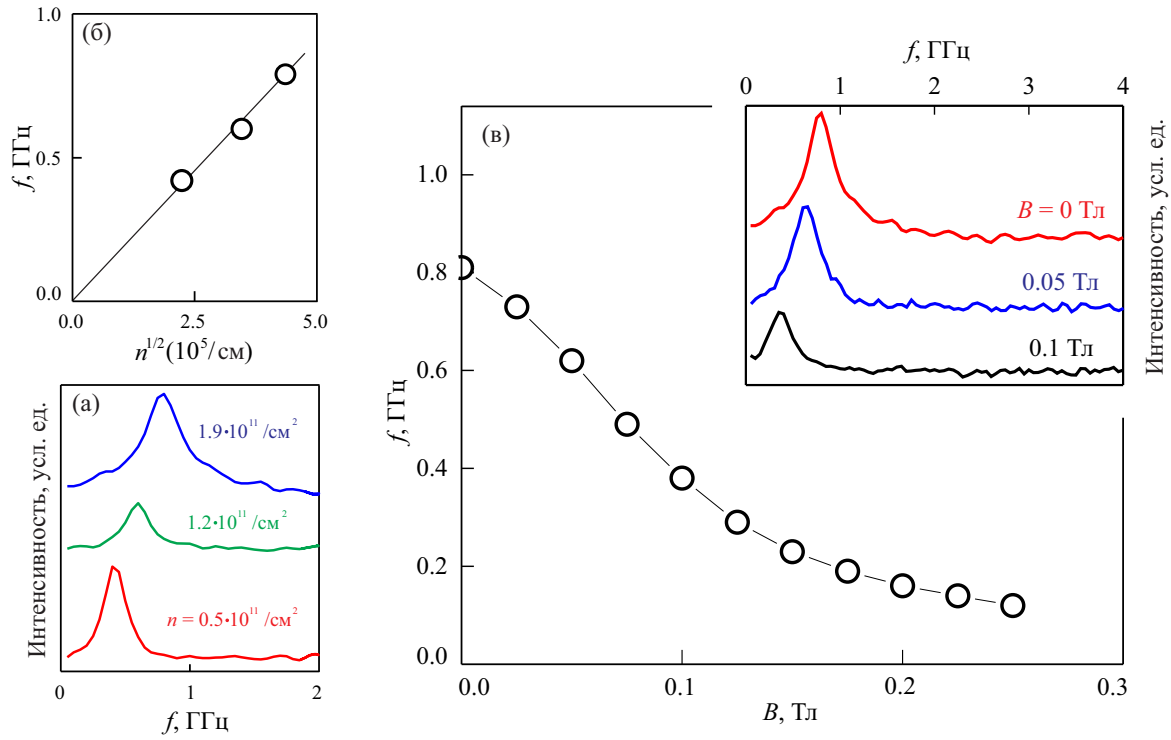 (б)
1.0
0.5
0.0
f, ГГц
0.0 2.5 5.0
n^{1/2}(10^5/см)
(а)
Интенсивность, усл. ед.
1.9·10^{11}/см^2
1.2·10^{11}/см^2
n = 0.5·10^{11}/см^2
0 1 2
f, ГГц
(в)
1.0
0.8
0.6
0.4
0.2
0.0
f, ГГц
0.0 0.1 0.2 0.3
B, Тл
f, ГГц
0 1 2 3 4
B = 0 Тл
0.05 Тл
0.1 Тл
Интенсивность, усл. ед.